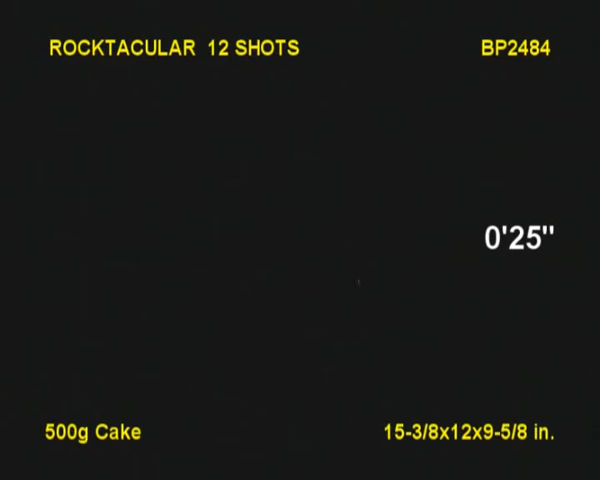 ROCKTACULAR 12 SHOTS
BP2484
0'25"
500g Cake
15-3/8x12x9-5/8 in.